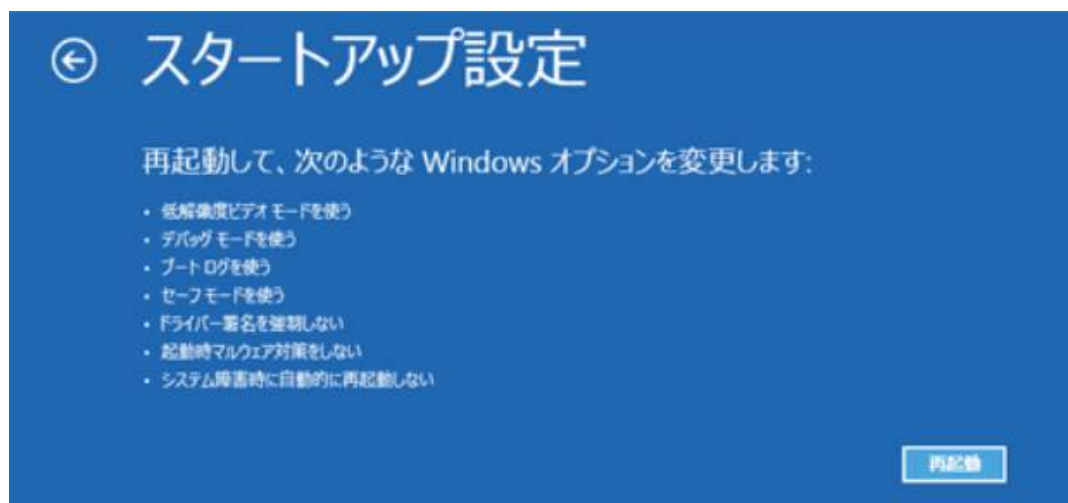 スタートアップ設定
再起動して、次のような Windows オプションを変更します:
• 低解像度ビデオ モードを使う
• デバッグ モードを使う
• ブート ログを使う
• セーフ モードを使う
• ドライバー署名を強制しない
• 起動時マルウェア対策をしない
• システム障害時に自動的に再起動しない
再起動